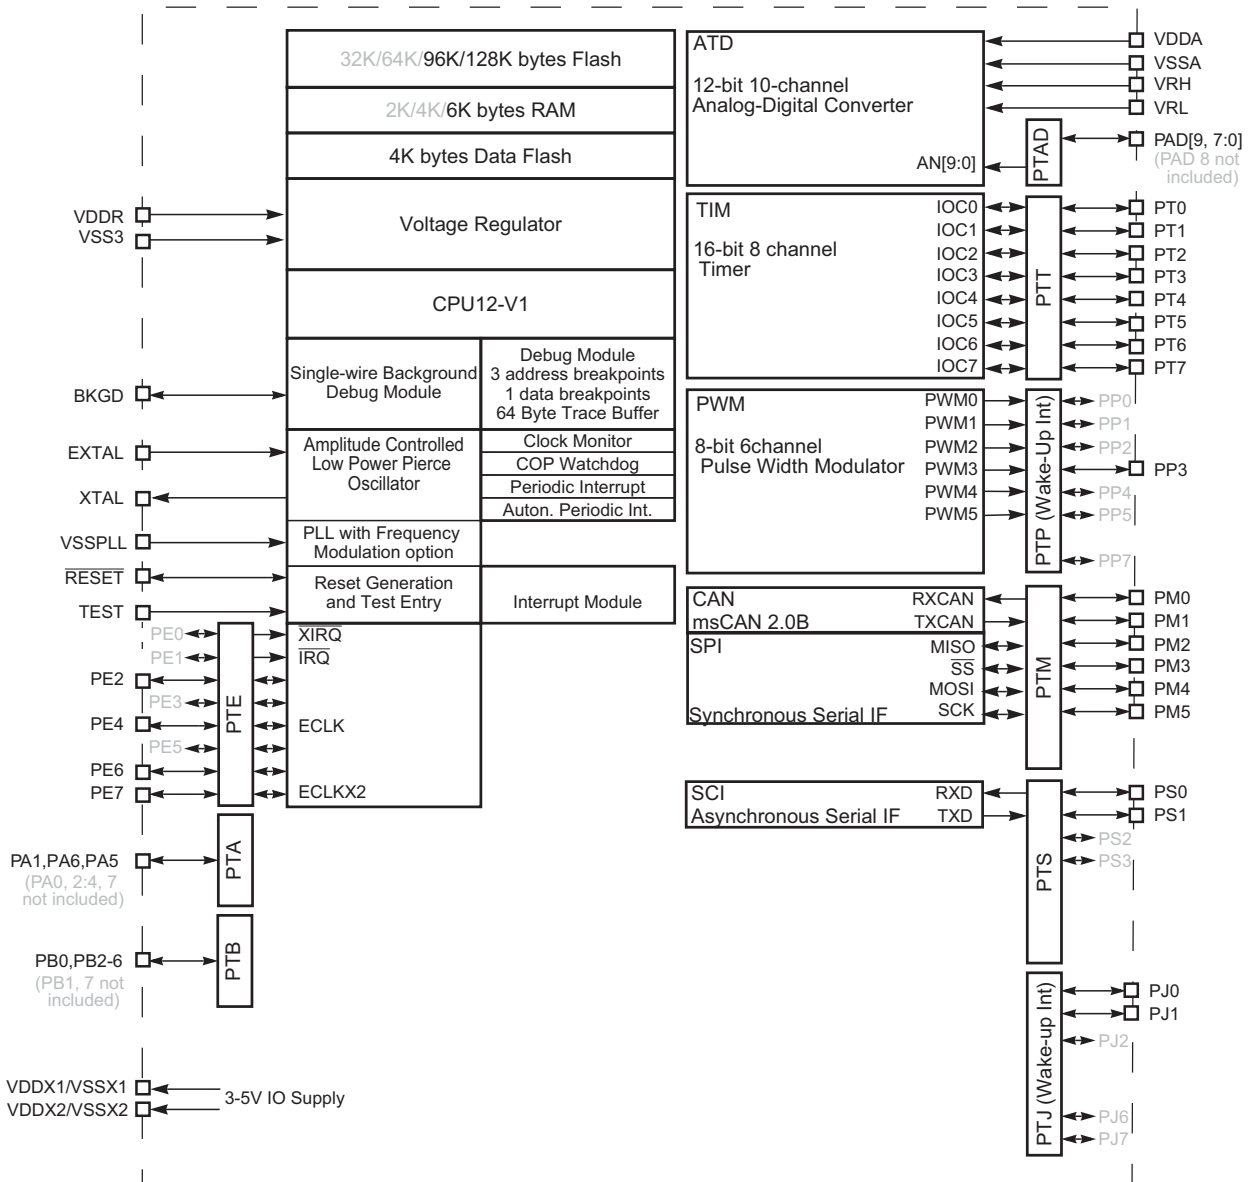 32K/64K/96K/128K bytes Flash
2K/4K/6K bytes RAM
4K bytes Data Flash
Voltage Regulator
CPU12-V1
Single-wire Background
Debug Module
Debug Module
3 address breakpoints
1 data breakpoints
64 Byte Trace Buffer
Amplitude Controlled
Low Power Pierce
Oscillator
Clock Monitor
COP Watchdog
Periodic Interrupt
Auton. Periodic Int.
PLL with Frequency
Modulation option
Reset Generation
and Test Entry
Interrupt Module
XIRQ
IRQ
ECLK
ECLKX2
VDDR
VSS3
BKGD
EXTAL
XTAL
VSSPLL
RESET
TEST
PE0
PE1
PE2
PE3
PE4
PE5
PE6
PE7
PTE
PA1,PA6,PA5
(PA0, 2:4, 7
not included)
PTA
PB0,PB2-6
(PB1, 7 not
included)
PTB
VDDX1/VSSX1
VDDX2/VSSX2
3-5V IO Supply
ATD
12-bit 10-channel
Analog-Digital Converter
AN[9:0]
PTAD
VDDA
VSSA
VRH
VRL
PAD[9, 7:0]
(PAD 8 not
included)
TIM
16-bit 8 channel
Timer
IOC0
IOC1
IOC2
IOC3
IOC4
IOC5
IOC6
IOC7
PTT
PT0
PT1
PT2
PT3
PT4
PT5
PT6
PT7
PWM
8-bit 6channel
Pulse Width Modulator
PWM0
PWM1
PWM2
PWM3
PWM4
PWM5
PTP (Wake-Up Int)
PP0
PP1
PP2
PP3
PP4
PP5
PP7
CAN
msCAN 2.0B
RXCAN
TXCAN
SPI
Synchronous Serial IF
MISO
SS
MOSI
SCK
PTM
PM0
PM1
PM2
PM3
PM4
PM5
SCI
Asynchronous Serial IF
RXD
TXD
PTS
PS0
PS1
PS2
PS3
PTJ (Wake-up Int)
PJ0
PJ1
PJ2
PJ6
PJ7